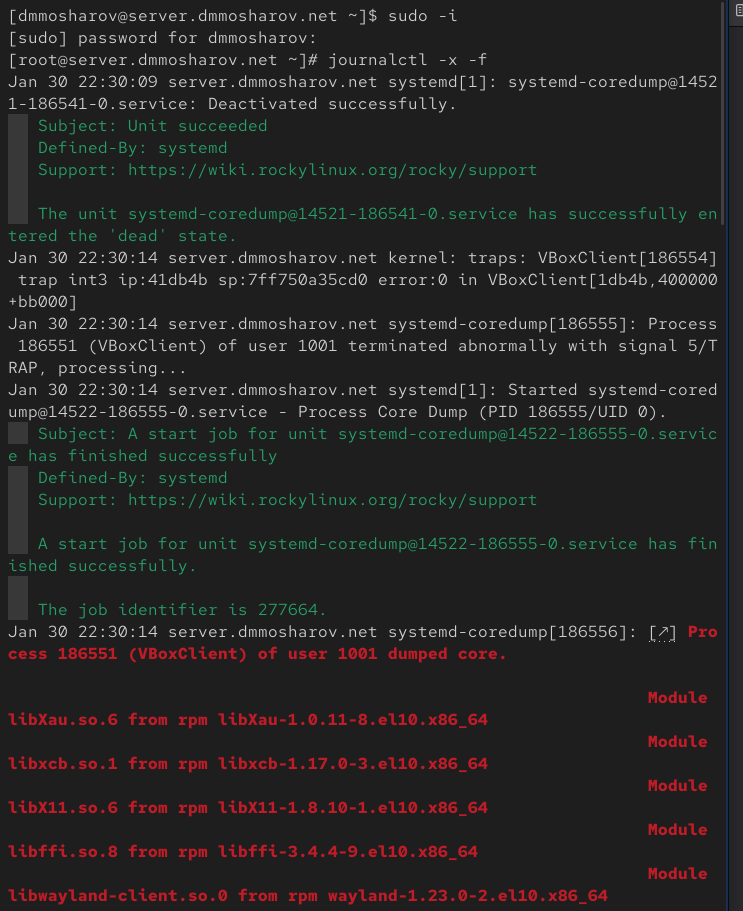 [dmmosharov@server.dmmosharov.net ~]$ sudo -i
[sudo] password for dmmosharov:
[root@server.dmmosharov.net ~]# journalctl -x -f
Jan 30 22:30:09 server.dmmosharov.net systemd[1]: systemd-coredump@1452
1-186541-0.service: Deactivated successfully.
Subject: Unit succeeded
Defined-By: systemd
Support: https://wiki.rockylinux.org/rocky/support
The unit systemd-coredump@14521-186541-0.service has successfully en
tered the 'dead' state.
Jan 30 22:30:14 server.dmmosharov.net kernel: traps: VBoxClient[186554]
trap int3 ip:41db4b sp:7ff750a35cd0 error:0 in VBoxClient[1db4b,400000
+bb000]
Jan 30 22:30:14 server.dmmosharov.net systemd-coredump[186555]: Process
186551 (VBoxClient) of user 1001 terminated abnormally with signal 5/T
RAP, processing...
Jan 30 22:30:14 server.dmmosharov.net systemd[1]: Started systemd-cored
ump@14522-186555-0.service - Process Core Dump (PID 186555/UID 0).
Subject: A start job for unit systemd-coredump@14522-186555-0.servic
e has finished successfully
Defined-By: systemd
Support: https://wiki.rockylinux.org/rocky/support
A start job for unit systemd-coredump@14522-186555-0.service has fin
ished successfully.
The job identifier is 277664.
Jan 30 22:30:14 server.dmmosharov.net systemd-coredump[186556]: [↗] Pro
cess 186551 (VBoxClient) of user 1001 dumped core.
Module
libXau.so.6 from rpm libXau-1.0.11-8.el10.x86_64
Module
libxcb.so.1 from rpm libxcb-1.17.0-3.el10.x86_64
Module
libX11.so.6 from rpm libX11-1.8.10-1.el10.x86_64
Module
libffi.so.8 from rpm libffi-3.4.4-9.el10.x86_64
Module
libwayland-client.so.0 from rpm wayland-1.23.0-2.el10.x86_64